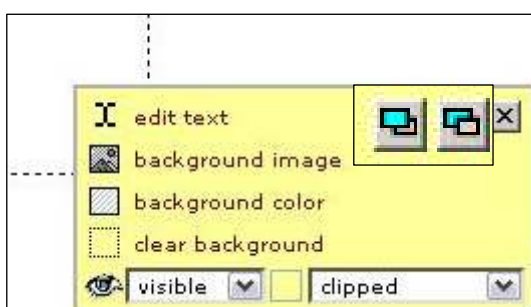 edit text
background image
background color
clear background
visible clipped